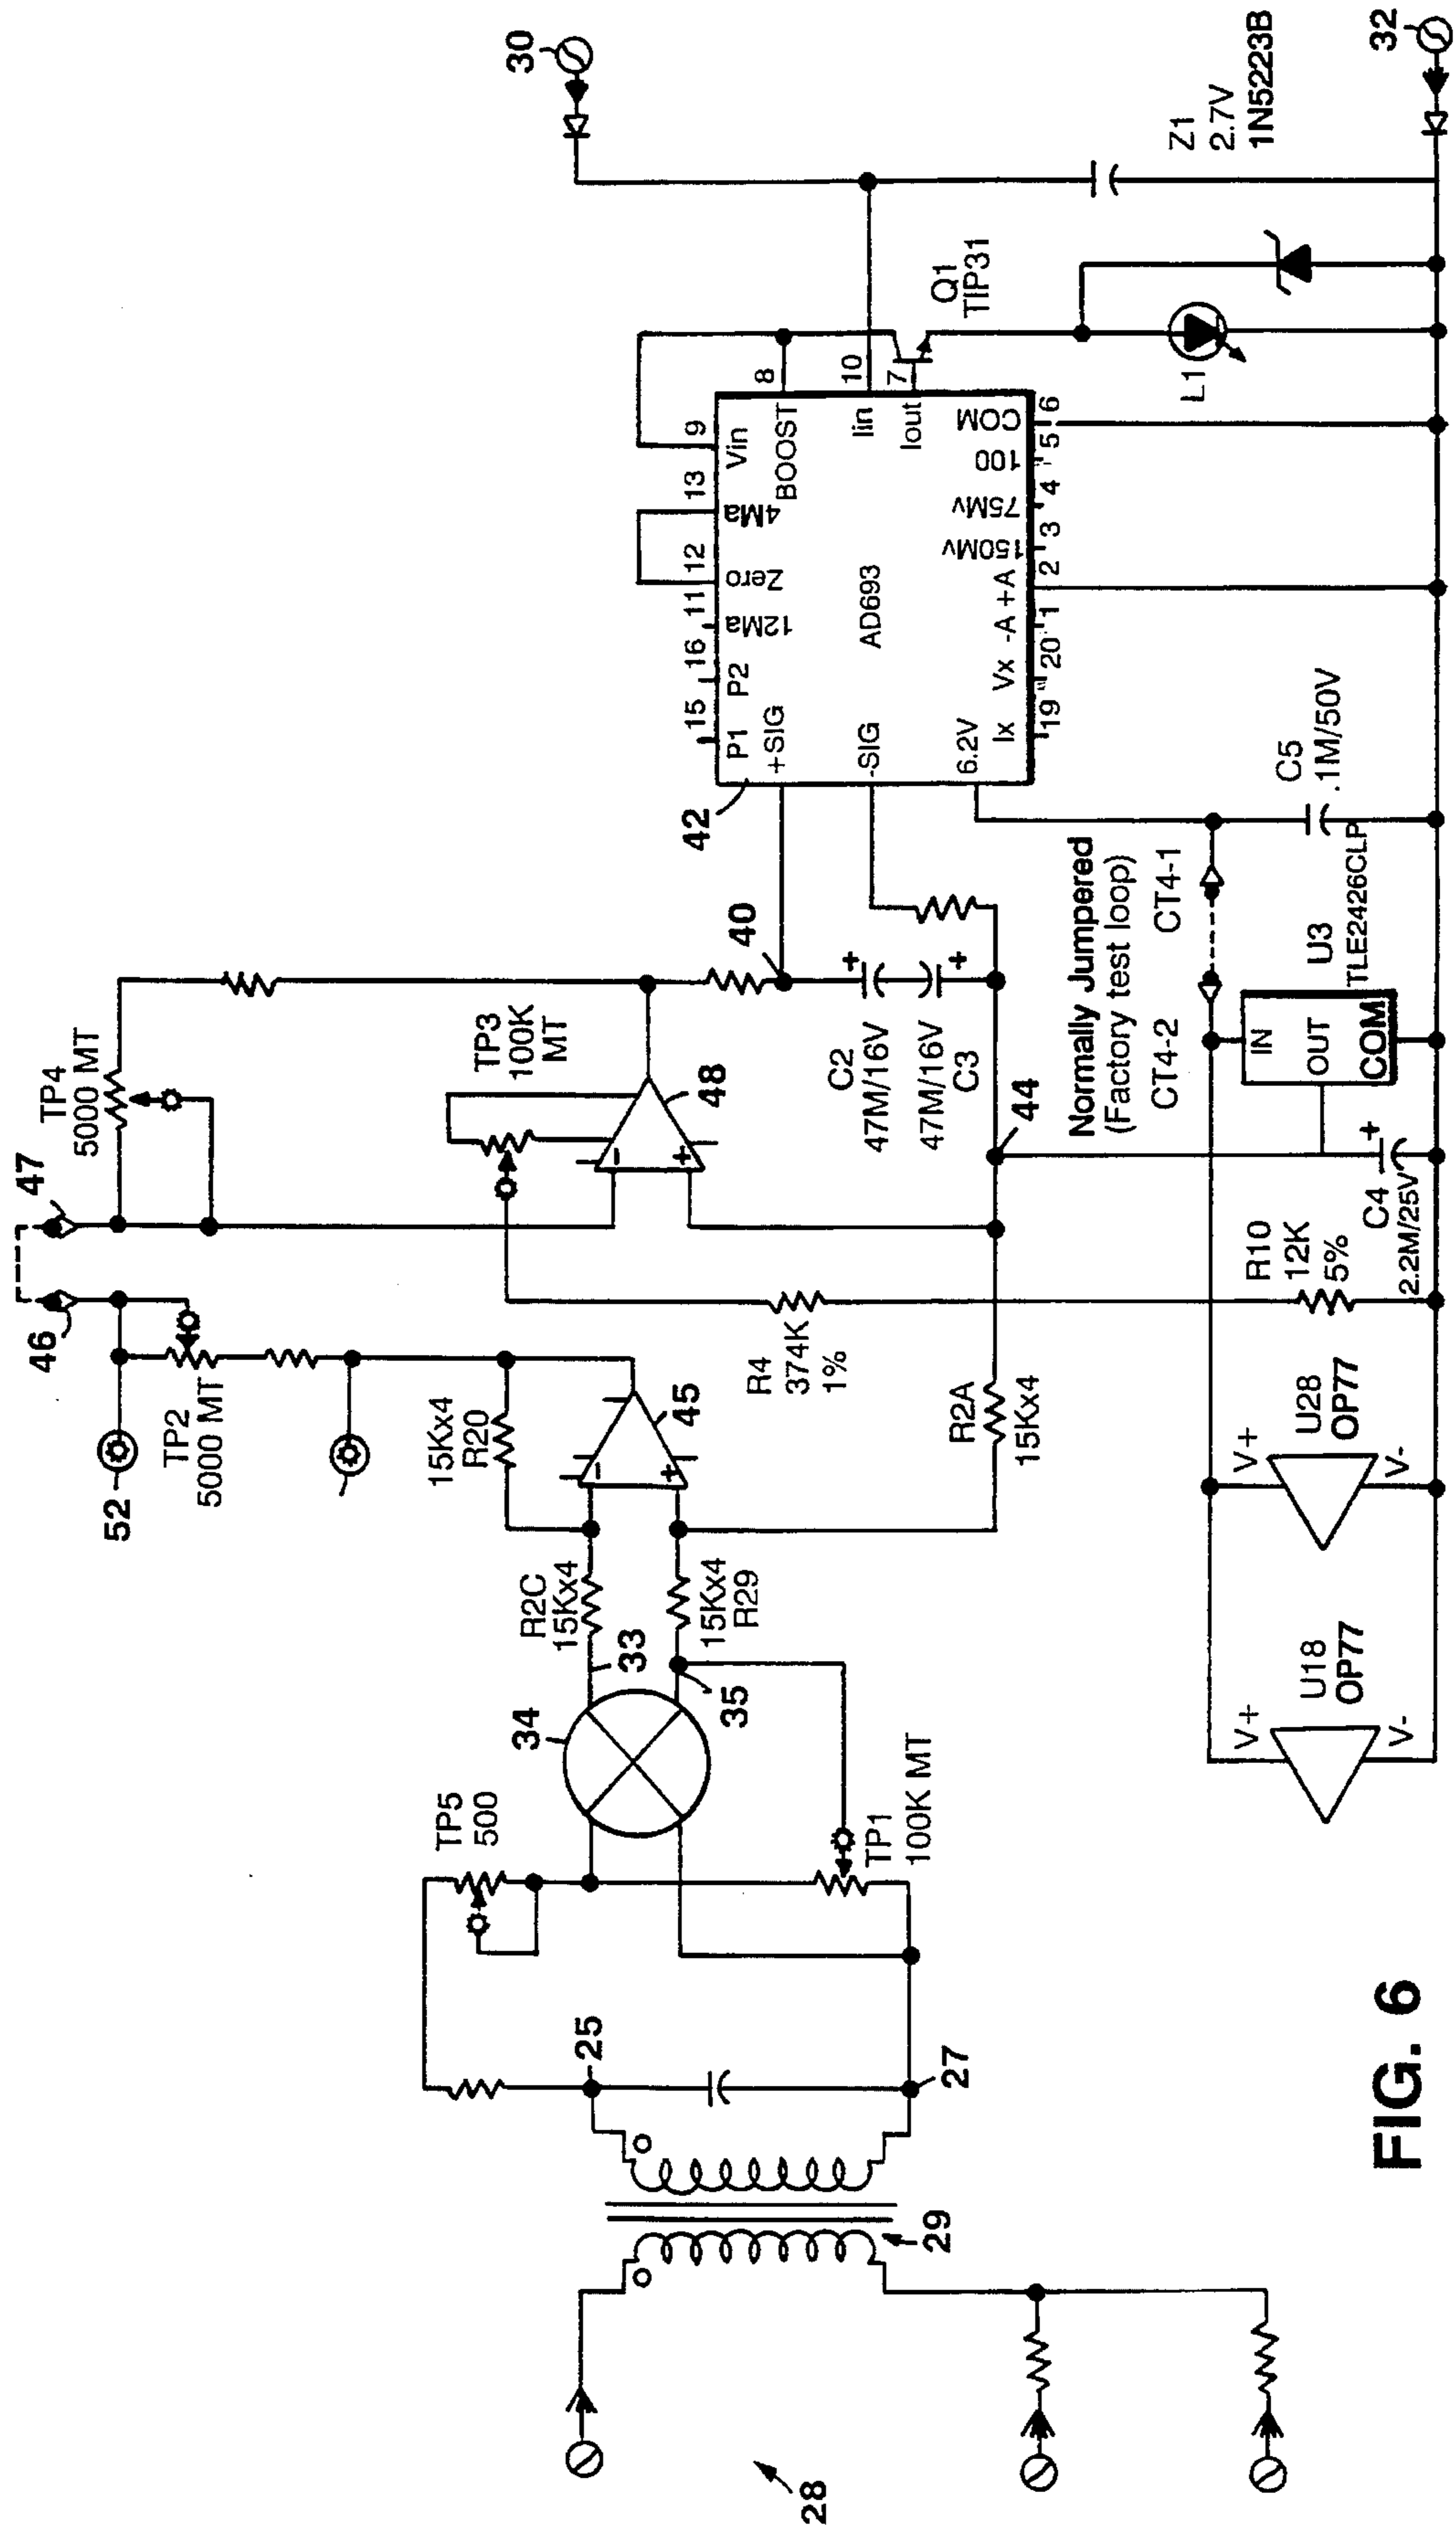 30
32
Z1
2.7V
1N5223B
Q1
TIP31
L1
8
10
7
9
13
12
11
16
15
Vin
4Ma
Zero
12Ma
P2
P1
BOOST
Iin
Iout
+SIG
-SIG
6.2V
AD693
COM
100
75Mv
150Mv
+A
-A
Vx
Ix
6
5
4
3
2
1
20
19
42
40
C5
.1M/50V
Normally Jumpered
(Factory test loop)
CT4-2
CT4-1
U3
TLE2426CLP
IN
OUT
COM
TP4
5000 MT
TP3
100K
MT
48
C2
47M/16V
47M/16V
C3
44
47
46
R10
12K
5%
C4
2.2M/25V
52
TP2
5000 MT
15Kx4
R20
45
R4
374K
1%
R2A
15Kx4
R2C
15Kx4
33
15Kx4
R29
35
34
V+
U28
OP77
V-
V+
U18
OP77
V-
TP5
500
TP1
100K MT
25
27
29
28
FIG. 6